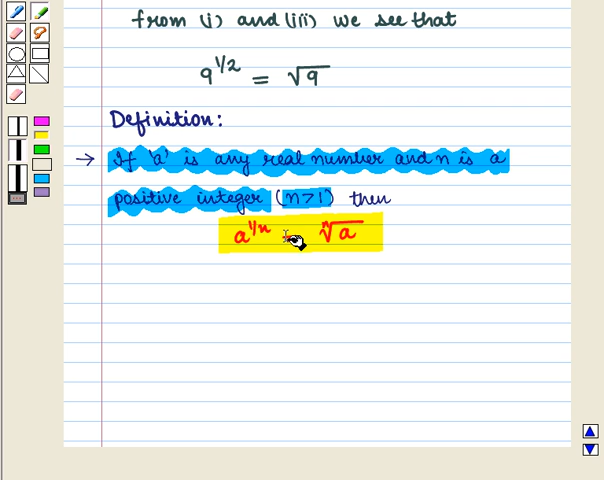 from (i) and (iii) we see that
9^{1/2} = √9
Definition:
→ If 'a' is any real number and n is a
positive integer (n>1) then
a^{1/n} = ⁿ√a